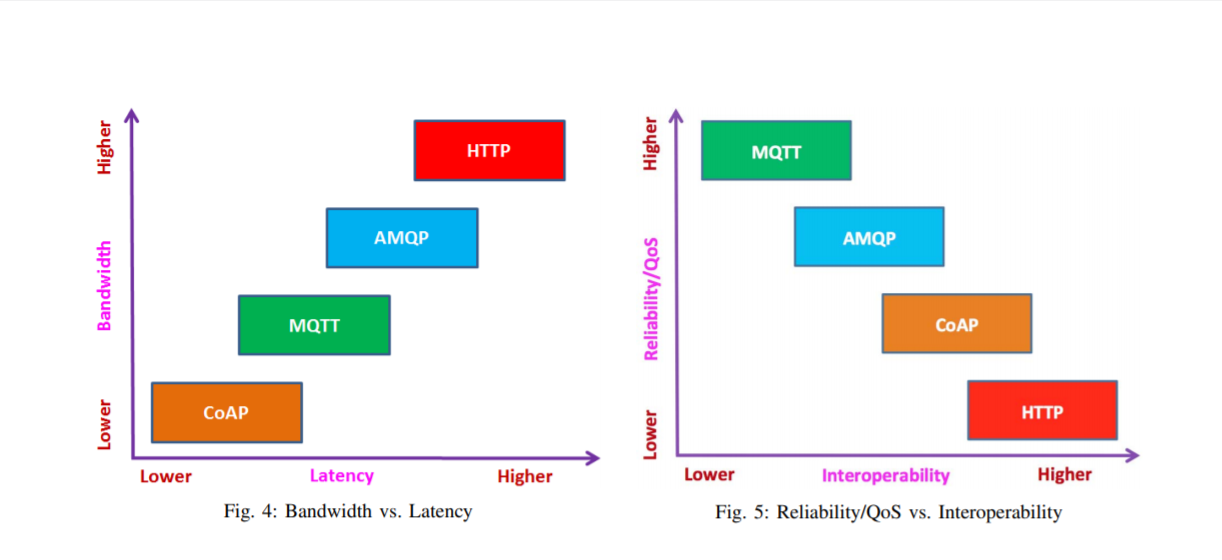 Higher
Bandwidth
Lower
HTTP
AMQP
MQTT
CoAP
Lower
Latency
Higher
Fig. 4: Bandwidth vs. Latency
Higher
Reliability/QoS
Lower
MQTT
AMQP
CoAP
HTTP
Lower
Interoperability
Higher
Fig. 5: Reliability/QoS vs. Interoperability